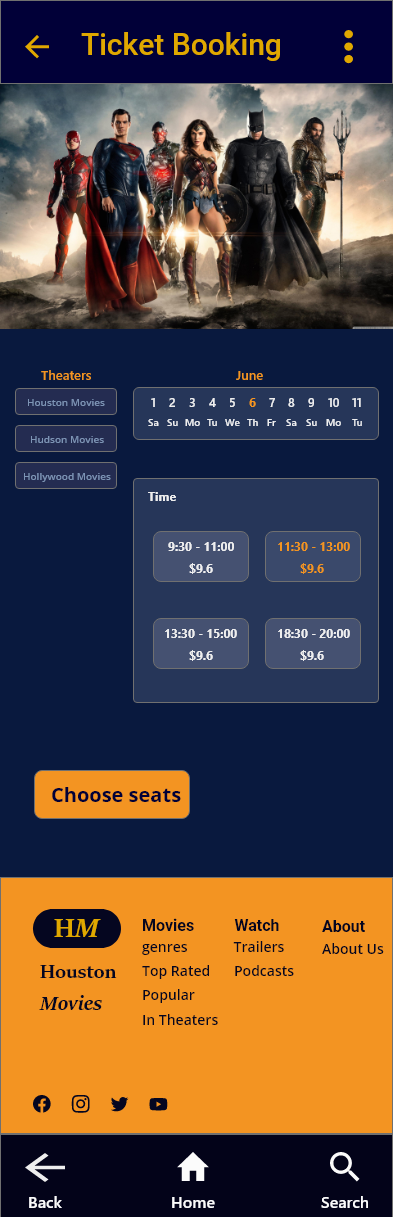 Ticket Booking
Theaters
Houston Movies
Hudson Movies
Hollywood Movies
June
1 2 3 4 5 6 7 8 9 10 11
Sa Su Mo Tu We Th Fr Sa Su Mo Tu
Time
9:30 - 11:00
$9.6
11:30 - 13:00
$9.6
13:30 - 15:00
$9.6
18:30 - 20:00
$9.6
Choose seats
HM
Houston
Movies
Movies
genres
Top Rated
Popular
In Theaters
Watch
Trailers
Podcasts
About
About Us
Back
Home
Search